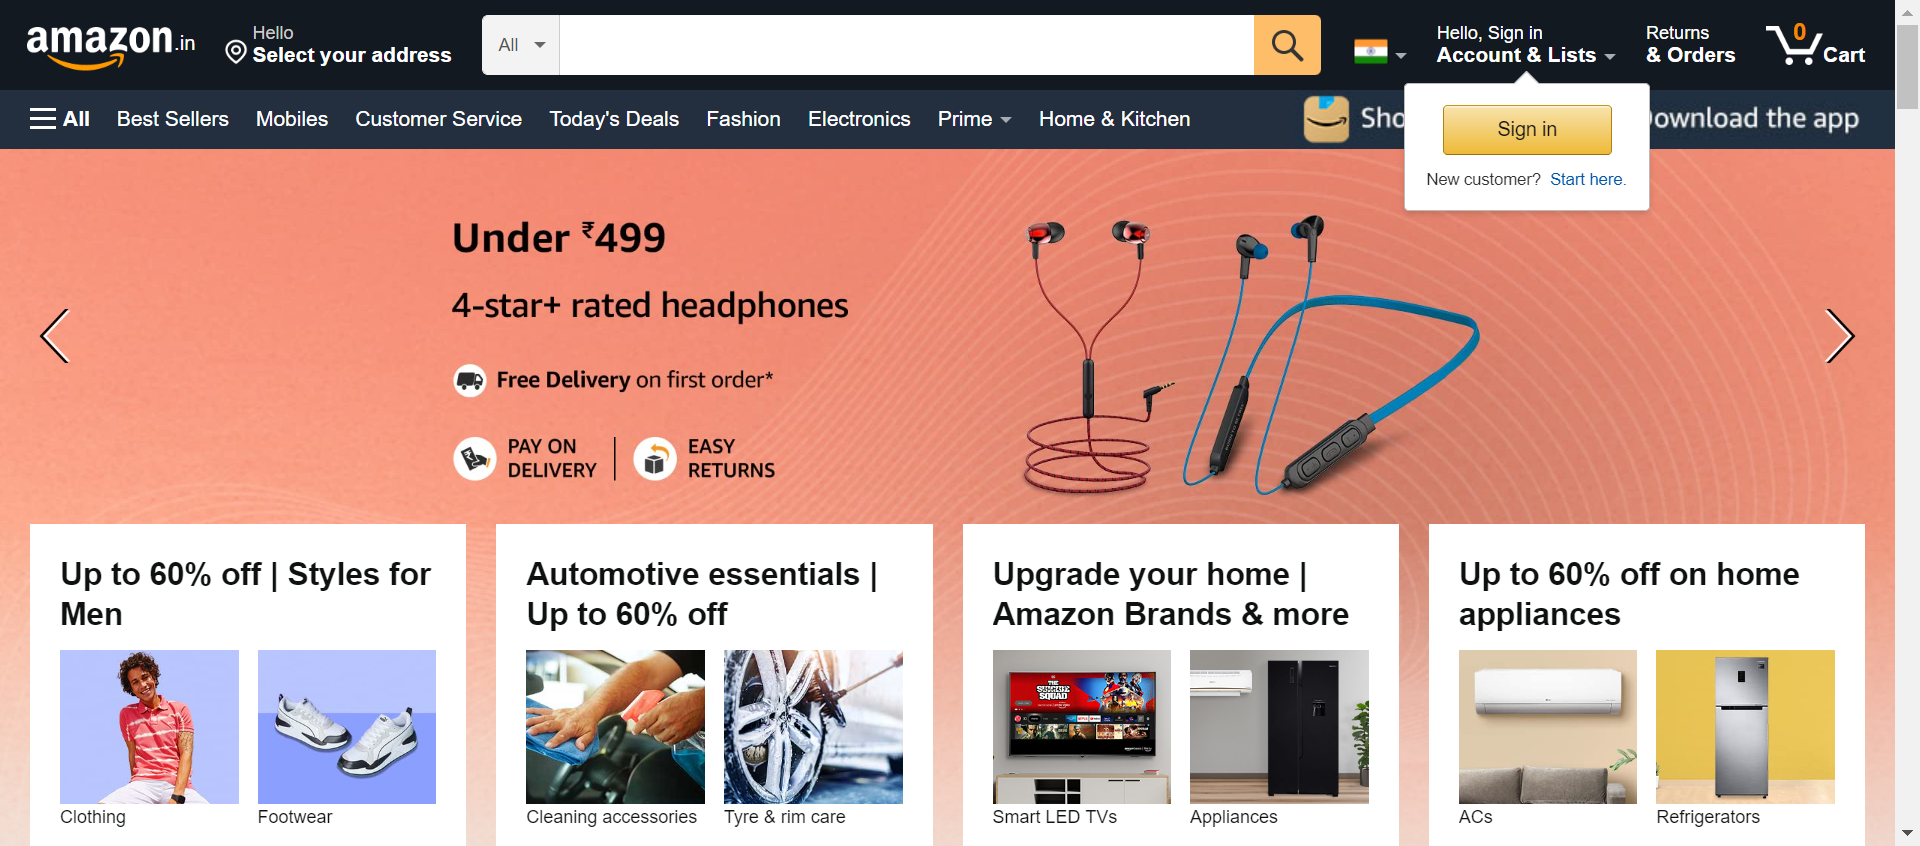 amazon.in
Hello
Select your address
All
Hello, Sign in
Account & Lists
Returns
& Orders
0
Cart
All
Best Sellers
Mobiles
Customer Service
Today's Deals
Fashion
Electronics
Prime
Home & Kitchen
Sho
ownload the app
Sign in
New customer? Start here.
Under ₹499
4-star+ rated headphones
Free Delivery on first order*
PAY ON
DELIVERY
EASY
RETURNS
Up to 60% off | Styles for
Men
Clothing
Footwear
Automotive essentials |
Up to 60% off
Cleaning accessories
Tyre & rim care
Upgrade your home |
Amazon Brands & more
THE
SUICIDE
SQUAD
Smart LED TVs
Appliances
Up to 60% off on home
appliances
ACs
Refrigerators